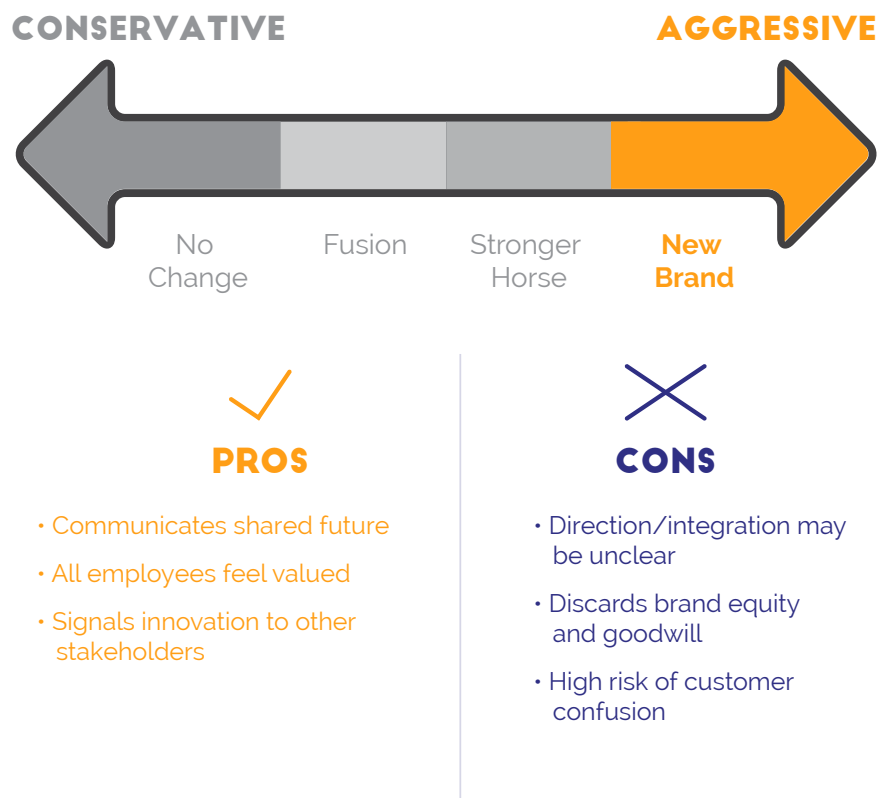 CONSERVATIVE
AGGRESSIVE
No
Change
Fusion
Stronger
Horse
New
Brand
PROS
• Communicates shared future
• All employees feel valued
• Signals innovation to other
stakeholders
CONS
• Direction/integration may
be unclear
• Discards brand equity
and goodwill
• High risk of customer
confusion